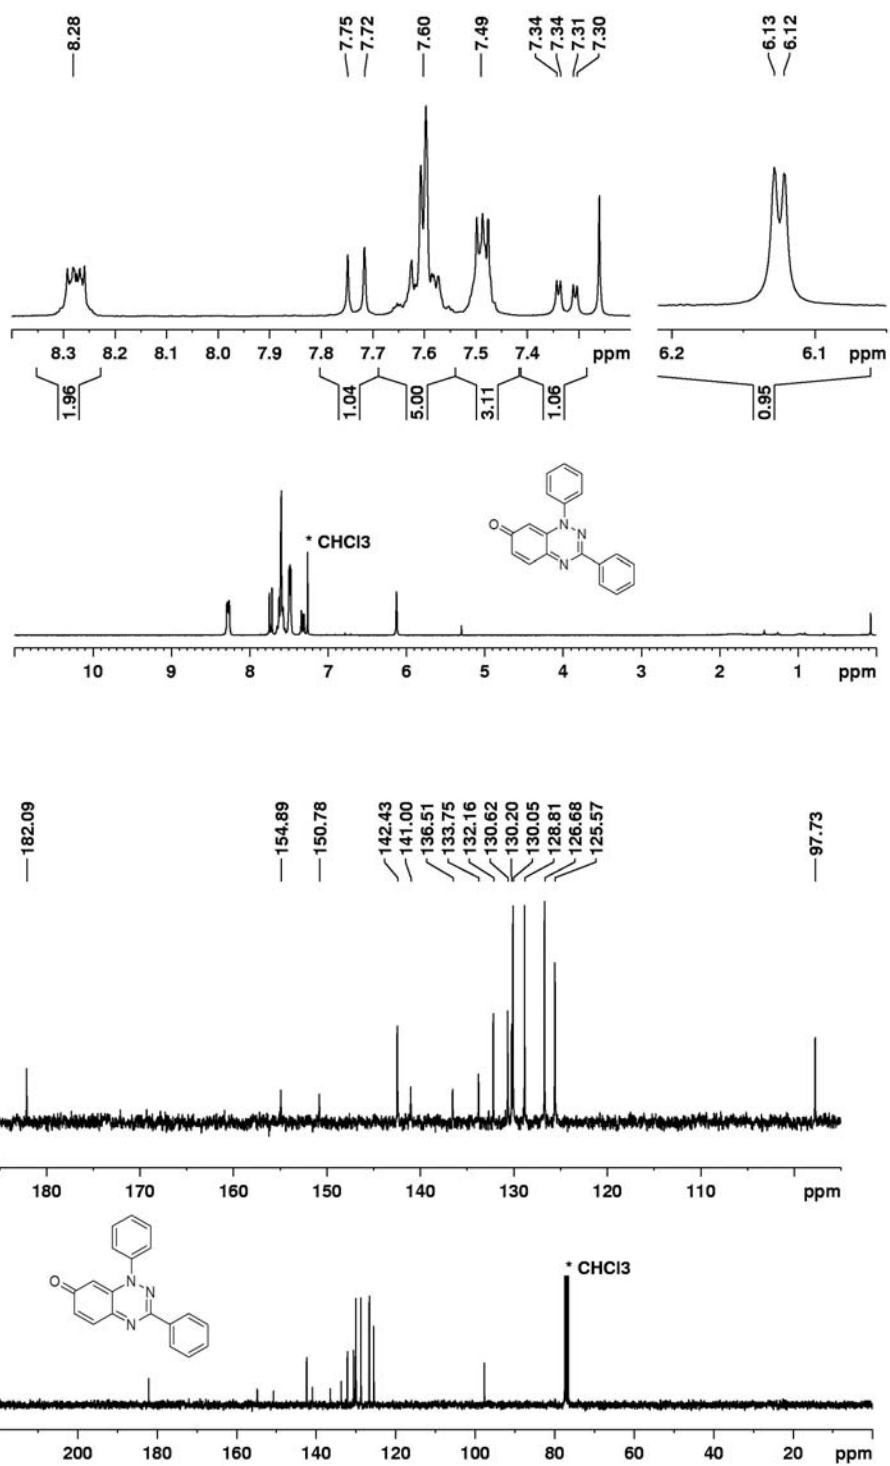 8.28 7.75 7.72 7.60 7.49 7.34 7.34 7.31 7.30 6.13 6.12
8.3 8.2 8.1 8.0 7.9 7.8 7.7 7.6 7.5 7.4 ppm 6.2 6.1 ppm
1.96 1.04 5.00 3.11 1.06 0.95
* CHCl3
N
O N
N
10 9 8 7 6 5 4 3 2 1 ppm
182.09 154.89 150.78 142.43 141.00 136.51 133.75 132.16 130.62 130.20 130.05 128.81 126.68 125.57 97.73
180 170 160 150 140 130 120 110 ppm
* CHCl3
O N N
N
200 180 160 140 120 100 80 60 40 20 ppm